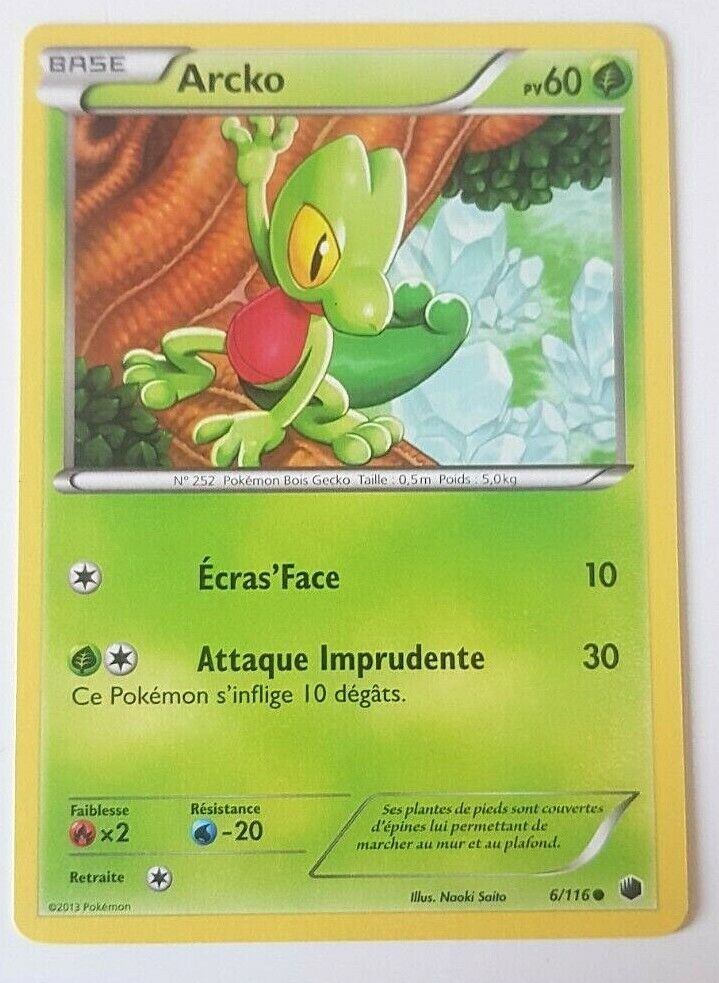 BASE
Arcko
PV60
N° 252 Pokémon Bois Gecko Taille : 0,5m Poids : 5,0kg
Écras'Face 10
Attaque Imprudente 30
Ce Pokémon s'inflige 10 dégâts.
Faiblesse
×2
Résistance
-20
Retraite
Ses plantes de pieds sont couvertes
d'épines lui permettant de
marcher au mur et au plafond.
©2013 Pokémon
Illus. Naoki Saito
6/116